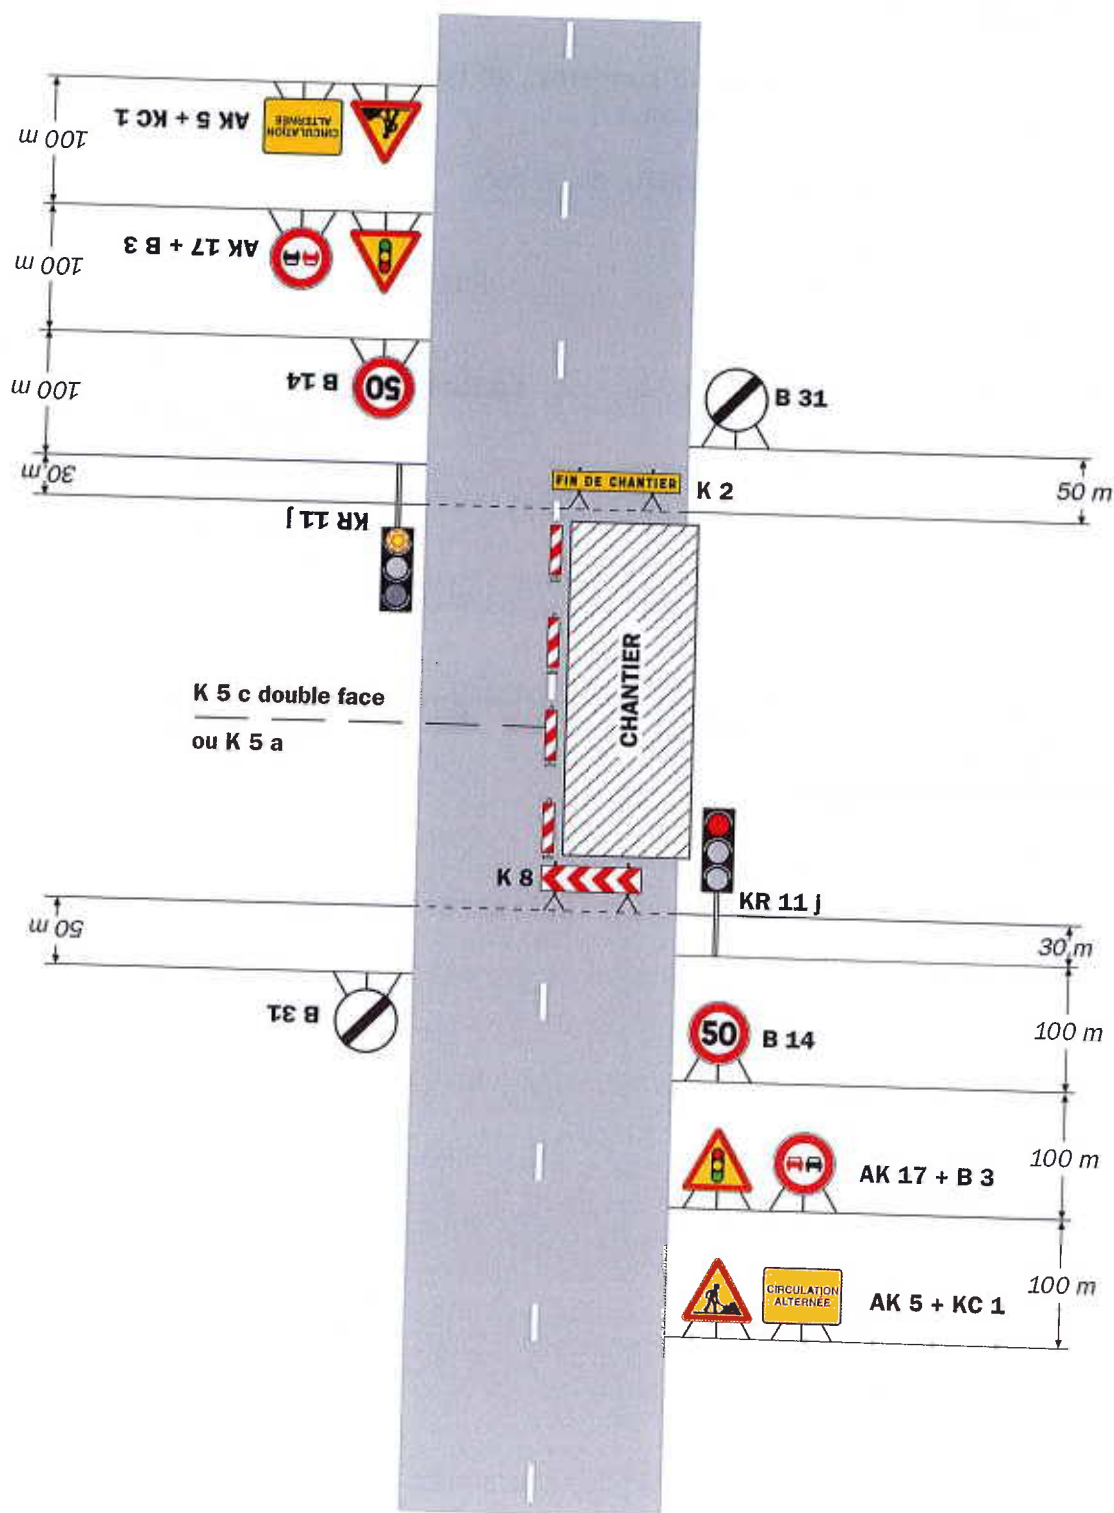 100 m
AK 5 + KC 1
CIRCULATION
ALTERNÉE
100 m
AK 17 + B 3
100 m
B 14
50
B 31
30 m
KR 11 j
FIN DE CHANTIER
K 2
50 m
CHANTIER
K 5 c double face
ou K 5 a
K 8
KR 11 j
50 m
30 m
B 31
50
B 14
100 m
AK 17 + B 3
100 m
CIRCULATION
ALTERNÉE
AK 5 + KC 1
100 m